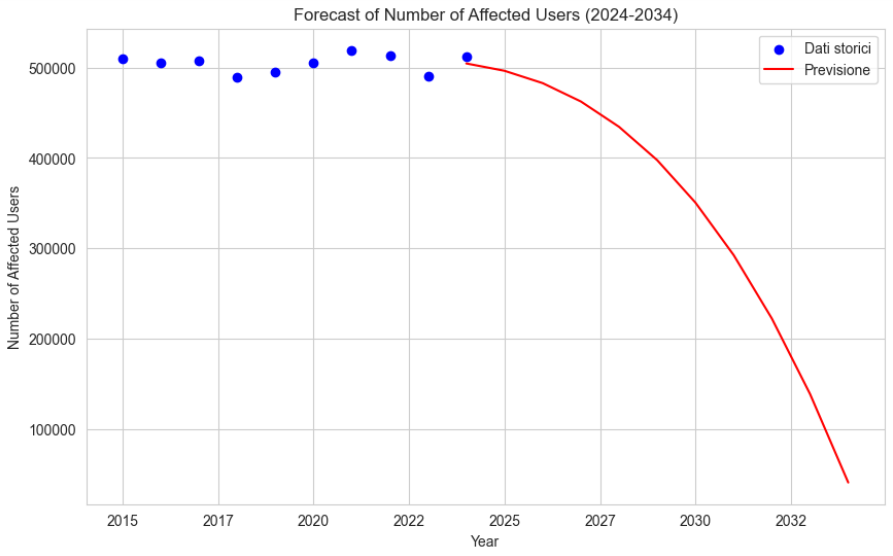 Forecast of Number of Affected Users (2024-2034)
Dati storici
Previsione
500000
400000
300000
200000
100000
Number of Affected Users
2015 2017 2020 2022 2025 2027 2030 2032
Year